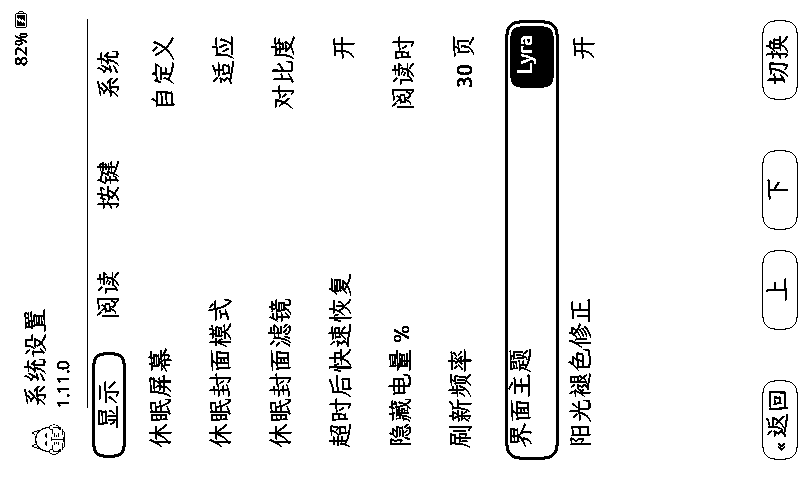 82%
系统设置
1.11.0
显示 阅读 按键 系统
休眠屏幕 自定义
休眠封面模式 适应
休眠封面滤镜 对比度
超时后快速恢复 开
隐藏电量 % 阅读时
刷新频率 30 页
界面主题 Lyra
阳光褪色修正 开
« 返回 上 下 切换